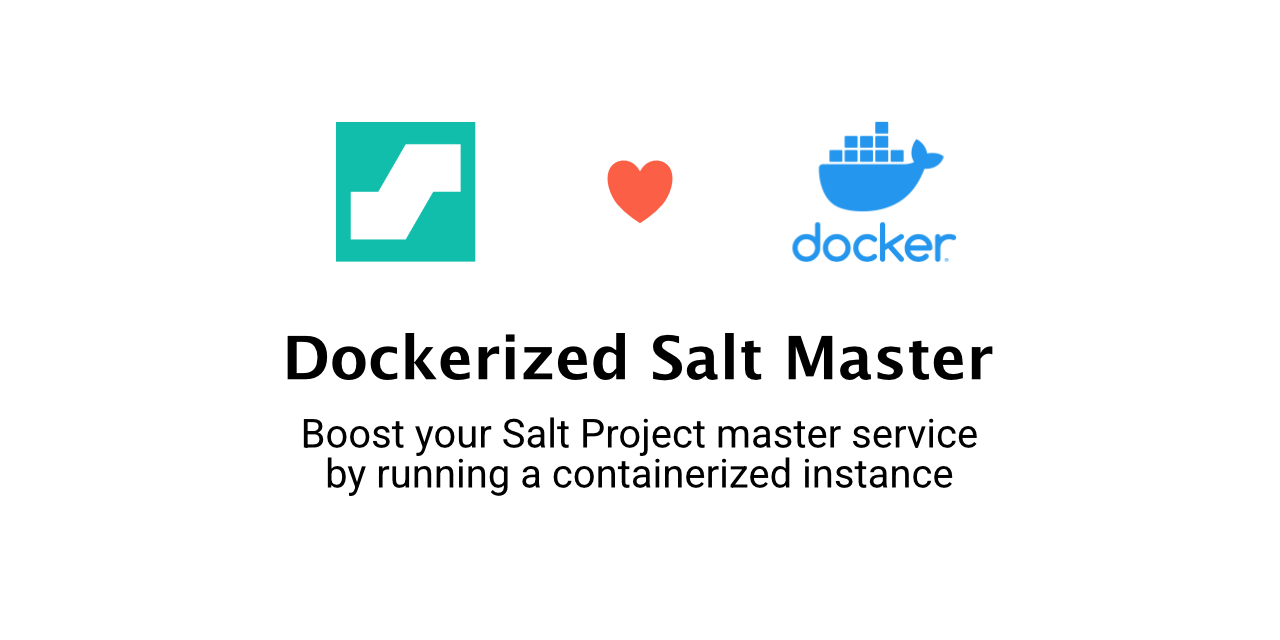 docker
Dockerized Salt Master
Boost your Salt Project master service
by running a containerized instance